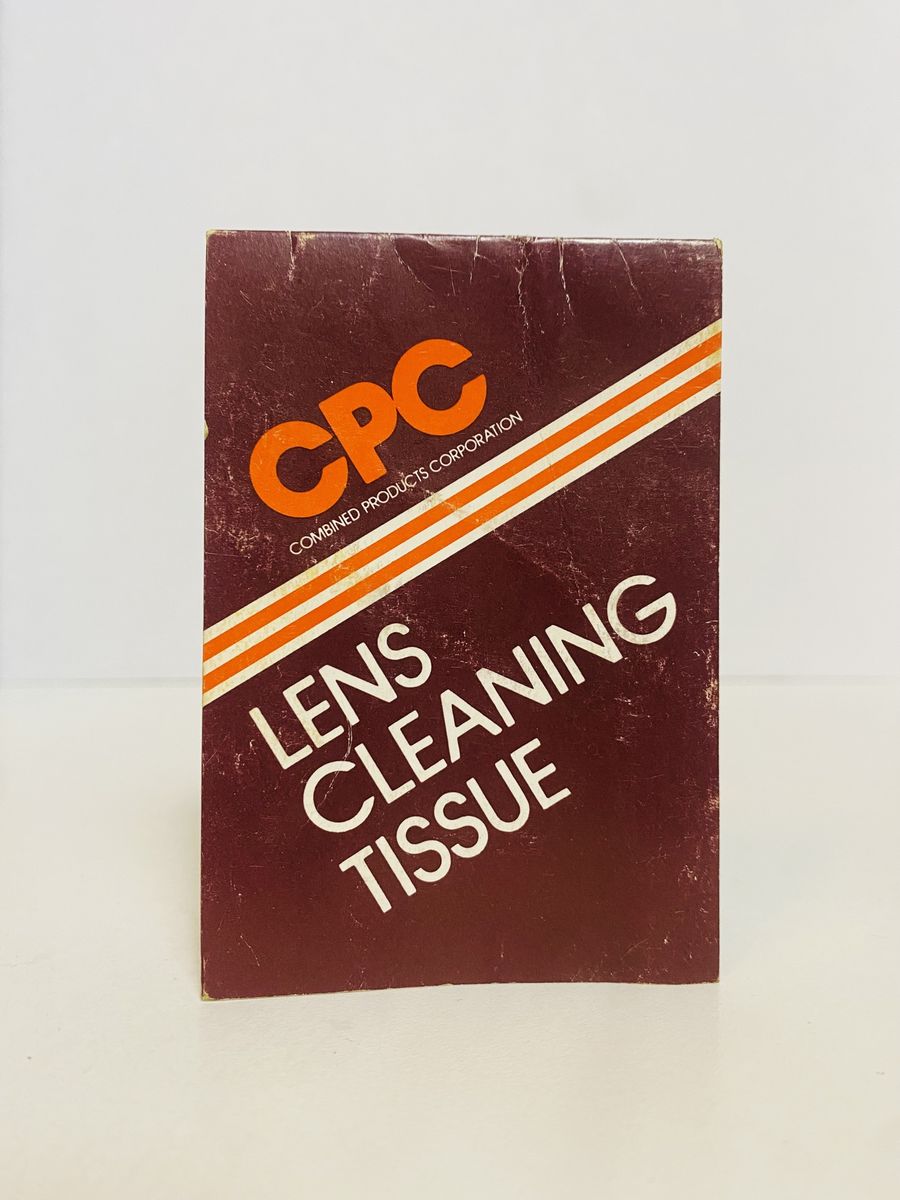 CPC
COMBINED PRODUCTS CORPORATION
LENS
CLEANING
TISSUE